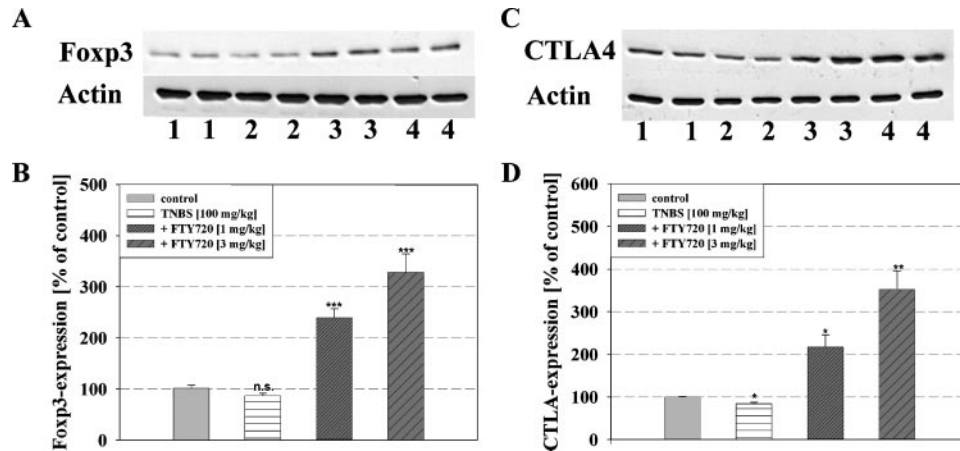 A
Foxp3
Actin
1 1 2 2 3 3 4 4
B
Foxp3-expression [% of control]
500
400
300
200
100
0
control
TNBS [100 mg/kg]
+ FTY720 [1 mg/kg]
+ FTY720 [3 mg/kg]
n.s.
***
***
C
CTLA4
Actin
1 1 2 2 3 3 4 4
D
CTLA-expression [% of control]
600
500
400
300
200
100
0
control
TNBS [100 mg/kg]
+ FTY720 [1 mg/kg]
+ FTY720 [3 mg/kg]
*
*
**